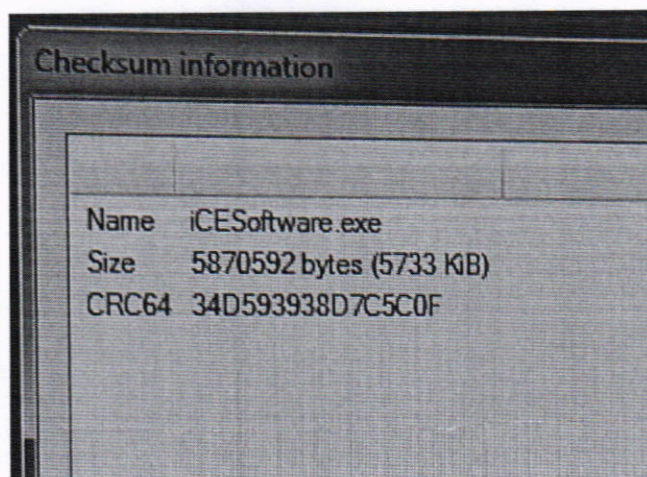 Checksum information
Name iCESoftware.exe
Size 5870592 bytes (5733 KiB)
CRC64 34D593938D7C5C0F